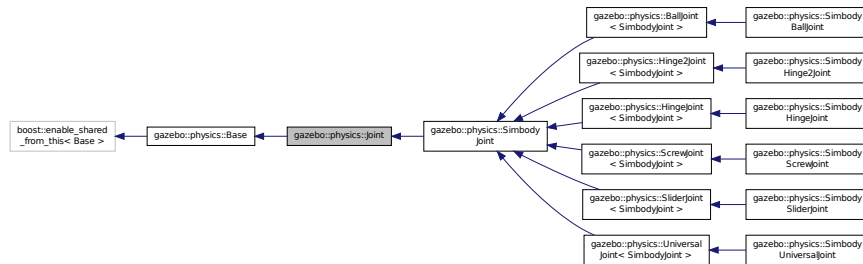 boost::enable_shared
_from_this< Base >
gazebo::physics::Base
gazebo::physics::Joint
gazebo::physics::Simbody
Joint
gazebo::physics::BallJoint
< SimbodyJoint >
gazebo::physics::Simbody
BallJoint
gazebo::physics::Hinge2Joint
< SimbodyJoint >
gazebo::physics::Simbody
Hinge2Joint
gazebo::physics::HingeJoint
< SimbodyJoint >
gazebo::physics::Simbody
HingeJoint
gazebo::physics::ScrewJoint
< SimbodyJoint >
gazebo::physics::Simbody
ScrewJoint
gazebo::physics::SliderJoint
< SimbodyJoint >
gazebo::physics::Simbody
SliderJoint
gazebo::physics::Universal
Joint< SimbodyJoint >
gazebo::physics::Simbody
UniversalJoint